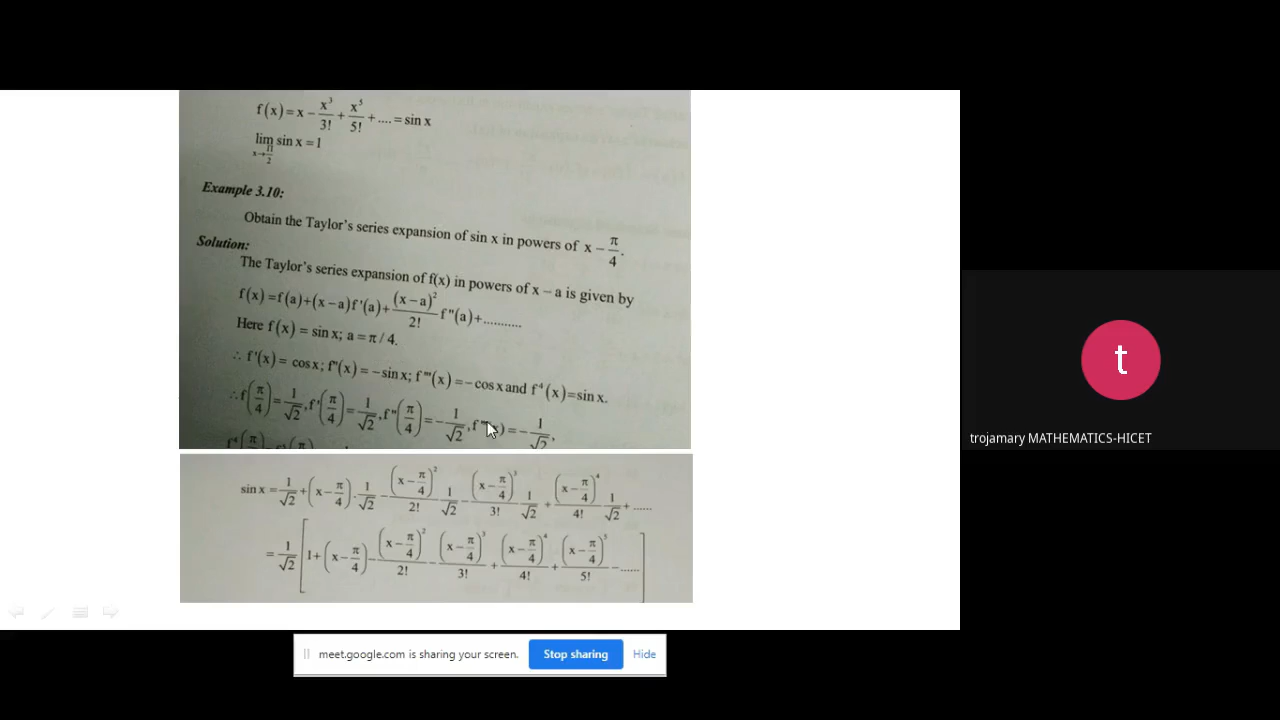 f(x) = x − x³/3! + x⁵/5! + .... = sin x
lim x→π/2 sin x = 1
Example 3.10:
Obtain the Taylor's series expansion of sin x in powers of x − π/4.
Solution:
The Taylor's series expansion of f(x) in powers of x − a is given by
f(x) = f(a) + (x − a) f'(a) + (x − a)²/2! f''(a) + ...........
Here f(x) = sin x; a = π / 4.
∴ f'(x) = cos x; f''(x) = − sin x; f'''(x) = − cos x and f⁴(x) = sin x.
∴ f(π/4) = 1/√2, f'(π/4) = 1/√2, f''(π/4) = − 1/√2, = − 1/√2,
sin x = 1/√2 + (x − π/4) . 1/√2 − (x − π/4)²/2! 1/√2 − (x − π/4)³/3! 1/√2 + (x − π/4)⁴/4! 1/√2 + ......
= 1/√2 [1 + (x − π/4) − (x − π/4)²/2! − (x − π/4)³/3! + (x − π/4)⁴/4! + (x − π/4)⁵/5! − ......]
t
trojamary MATHEMATICS-HICET
meet.google.com is sharing your screen. Stop sharing Hide